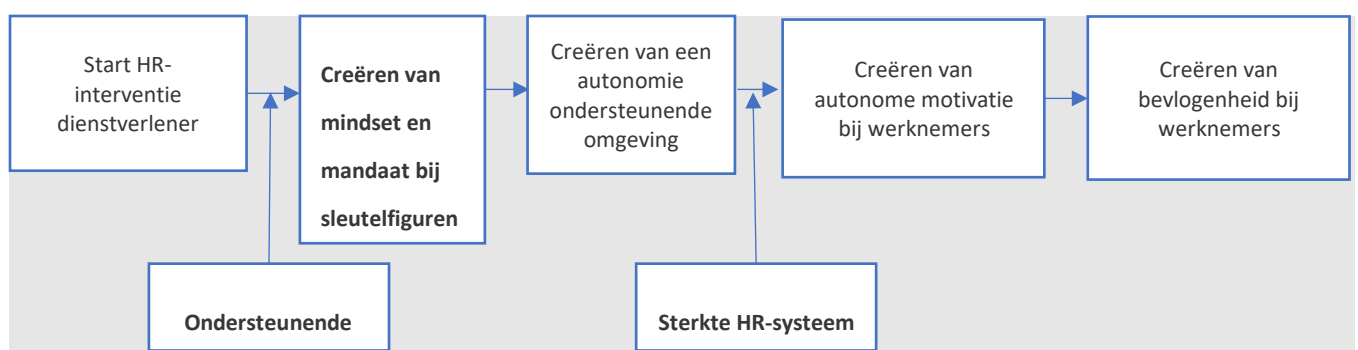 Start HR-
interventie
dienstverlener
Creëren van
mindset en
mandaat bij
sleutelfiguren
Creëren van een
autonomie
ondersteunende
omgeving
Creëren van
autonome motivatie
bij werknemers
Creëren van
bevlogenheid bij
werknemers
Ondersteunende
Sterkte HR-systeem